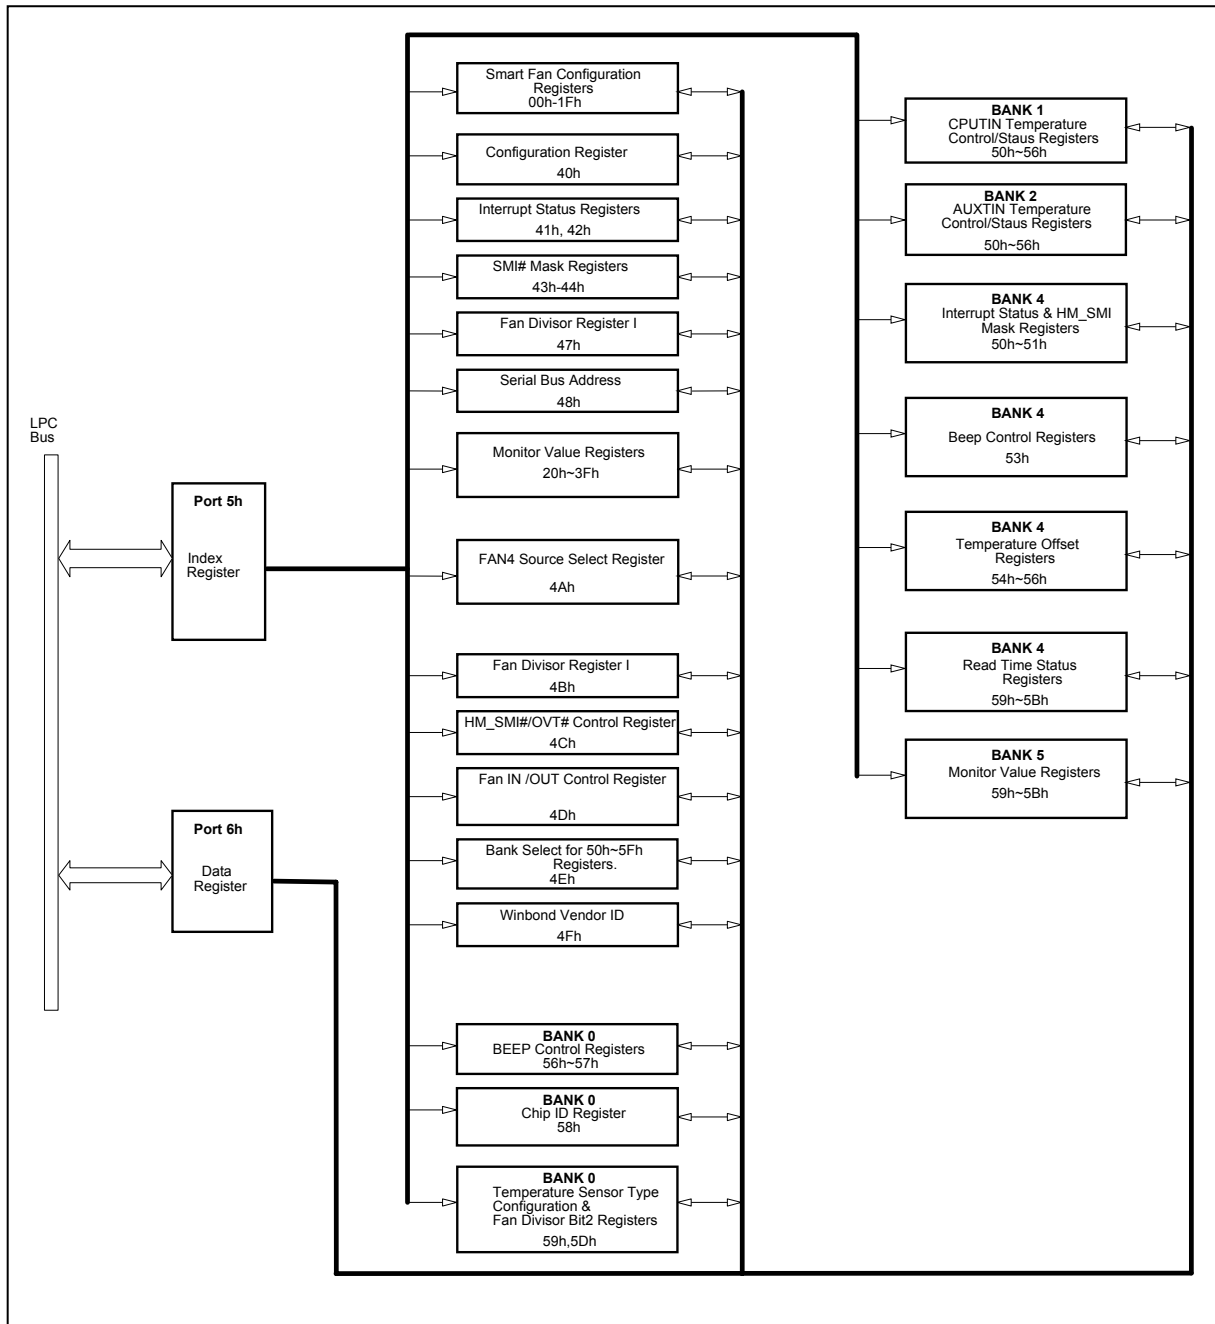 LPC
Bus
Port 5h
Index
Register
Port 6h
Data
Register
Smart Fan Configuration
Registers
00h-1Fh
Configuration Register
40h
Interrupt Status Registers
41h, 42h
SMI# Mask Registers
43h-44h
Fan Divisor Register I
47h
Serial Bus Address
48h
Monitor Value Registers
20h~3Fh
FAN4 Source Select Register
4Ah
Fan Divisor Register I
4Bh
HM_SMI#/OVT# Control Register
4Ch
Fan IN /OUT Control Register
4Dh
Bank Select for 50h~5Fh
Registers.
4Eh
Winbond Vendor ID
4Fh
BANK 0
BEEP Control Registers
56h~57h
BANK 0
Chip ID Register
58h
BANK 0
Temperature Sensor Type
Configuration &
Fan Divisor Bit2 Registers
59h,5Dh
BANK 1
CPUTIN Temperature
Control/Staus Registers
50h~56h
BANK 2
AUXTIN Temperature
Control/Staus Registers
50h~56h
BANK 4
Interrupt Status & HM_SMI
Mask Registers
50h~51h
BANK 4
Beep Control Registers
53h
BANK 4
Temperature Offset
Registers
54h~56h
BANK 4
Read Time Status
Registers
59h~5Bh
BANK 5
Monitor Value Registers
59h~5Bh